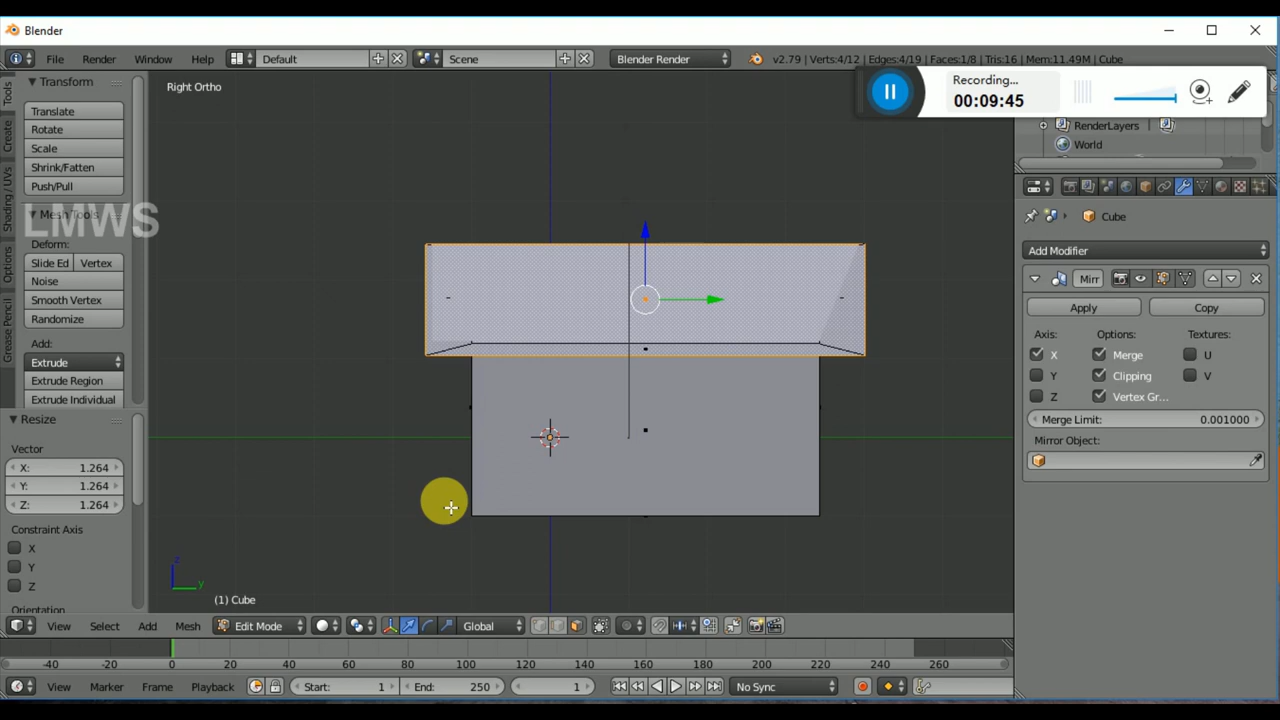 Blender
File Render Window Help Default Scene Blender Render v2.79 | Verts:4/12 | Edges:4/19 | Faces:1/8 | Tris:16 | Mem:11.49M | Cube
Recording...
00:09:45
Transform
Translate
Rotate
Scale
Shrink/Fatten
Push/Pull
Mesh Tools
Deform:
Slide Ed Vertex
Noise
Smooth Vertex
Randomize
Add:
Extrude
Extrude Region
Extrude Individual
Tools
Create
Shading / UVs
Options
Grease Pencil
LMWS
Resize
Vector
X: 1.264
Y: 1.264
Z: 1.264
Constraint Axis
X
Y
Z
Orientation
Right Ortho
z
y
(1) Cube
RenderLayers
World
Cube
Add Modifier
Mirr
Apply Copy
Axis: Options: Textures:
X Merge U
Y Clipping V
Z Vertex Gr...
Merge Limit: 0.001000
Mirror Object:
View Select Add Mesh Edit Mode Global
-40 -20 0 20 40 60 80 100 120 140 160 180 200 220 240 260
View Marker Frame Playback Start: 1 End: 250 1 No Sync